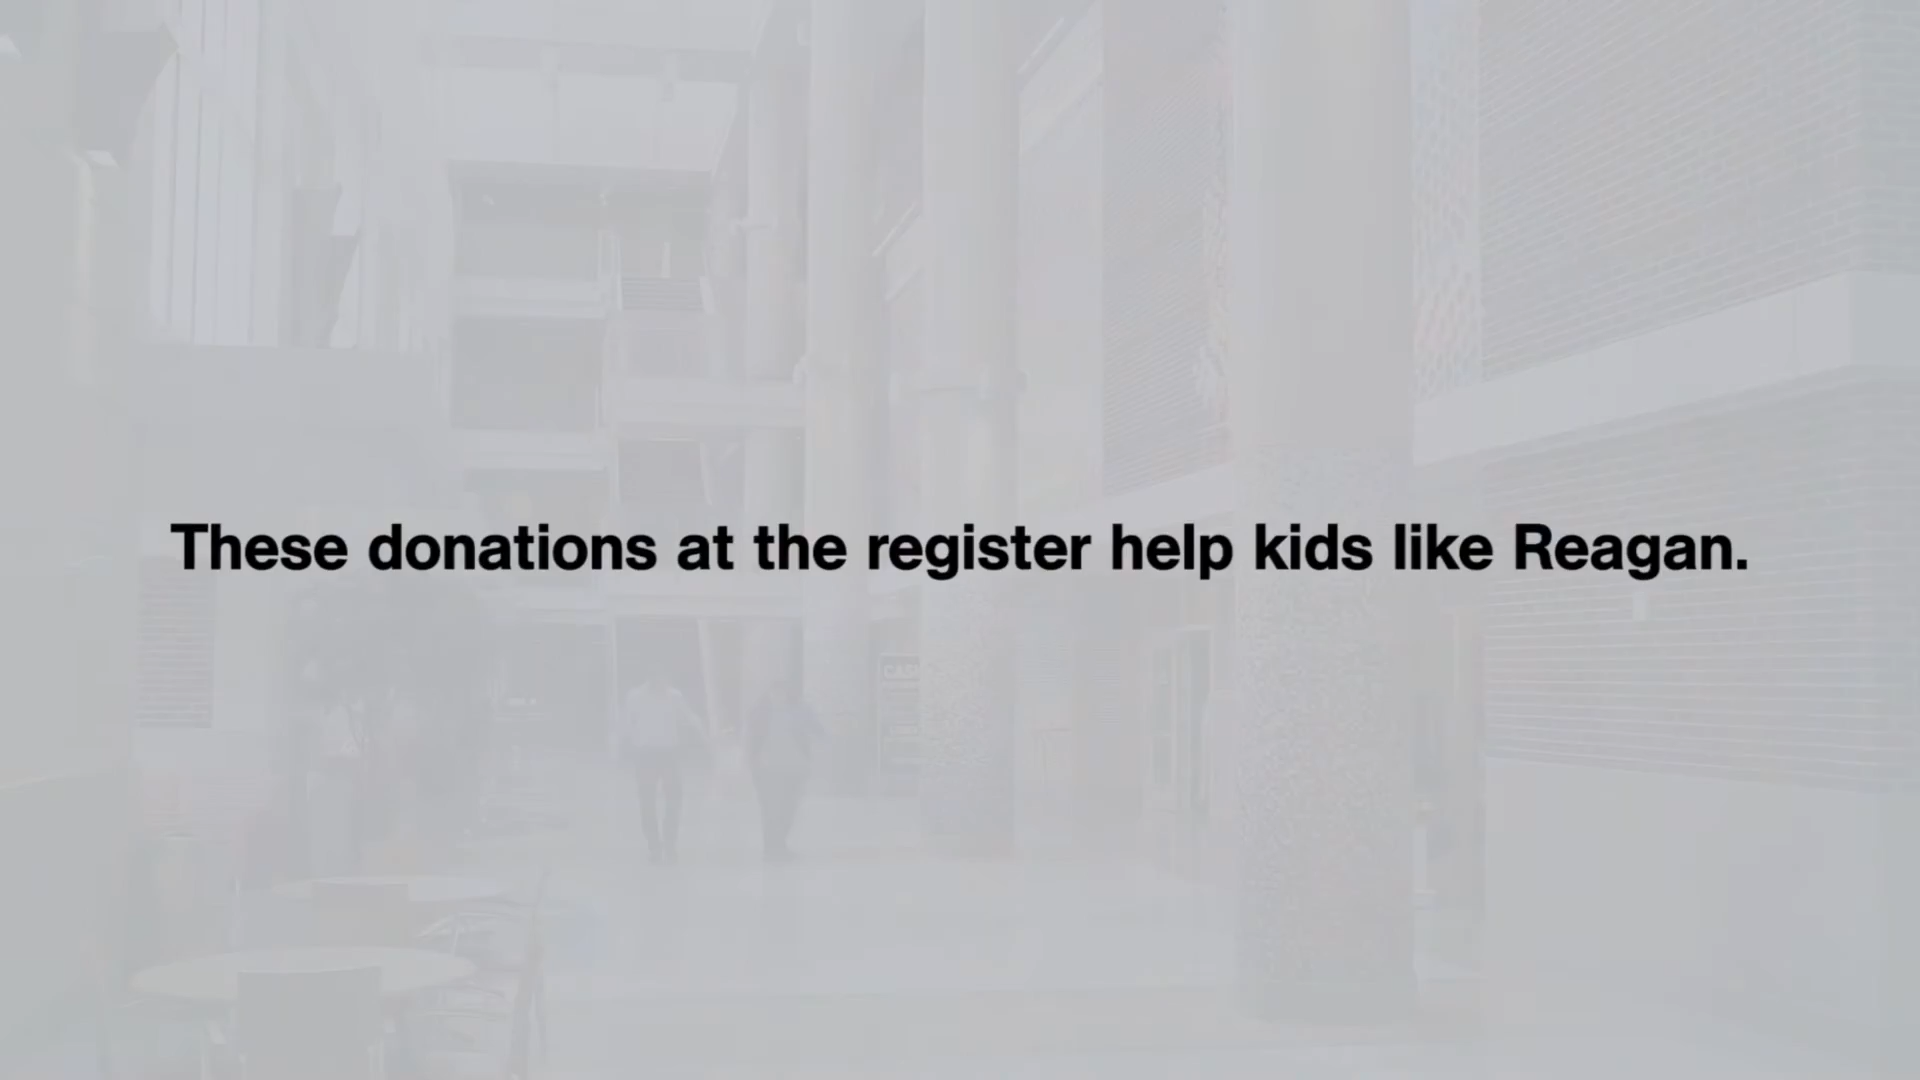 These donations at the register help kids like Reagan.